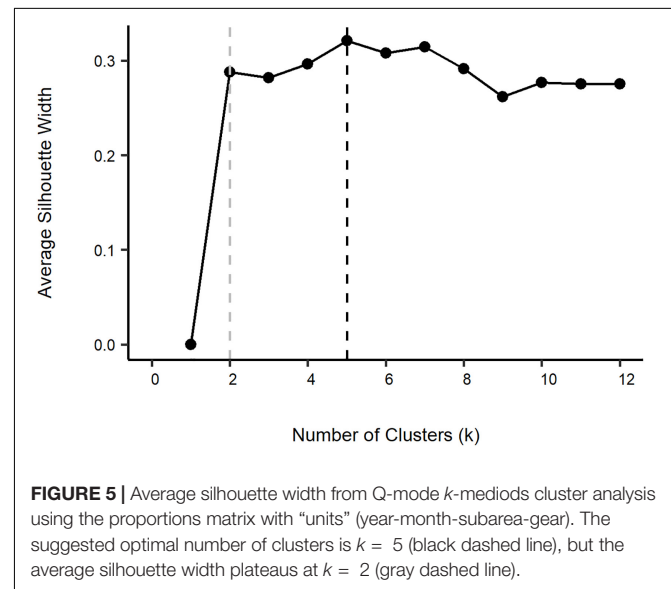 0.3
0.2
0.1
0.0
Average Silhouette Width
0 2 4 6 8 10 12
Number of Clusters (k)
FIGURE 5 | Average silhouette width from Q-mode k-mediods cluster analysis
using the proportions matrix with “units” (year-month-subarea-gear). The
suggested optimal number of clusters is k = 5 (black dashed line), but the
average silhouette width plateaus at k = 2 (gray dashed line).